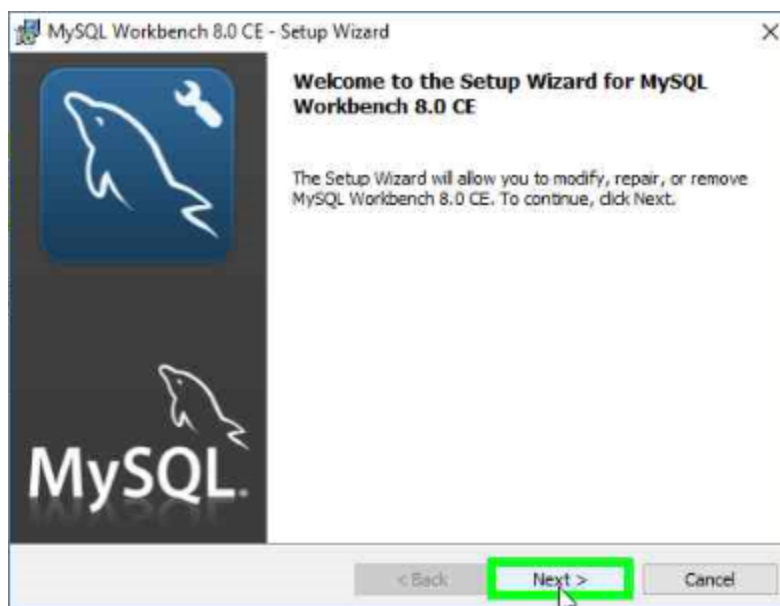 MySQL Workbench 8.0 CE - Setup Wizard
Welcome to the Setup Wizard for MySQL
Workbench 8.0 CE
The Setup Wizard will allow you to modify, repair, or remove
MySQL Workbench 8.0 CE. To continue, click Next.
MySQL.
< Back
Next >
Cancel